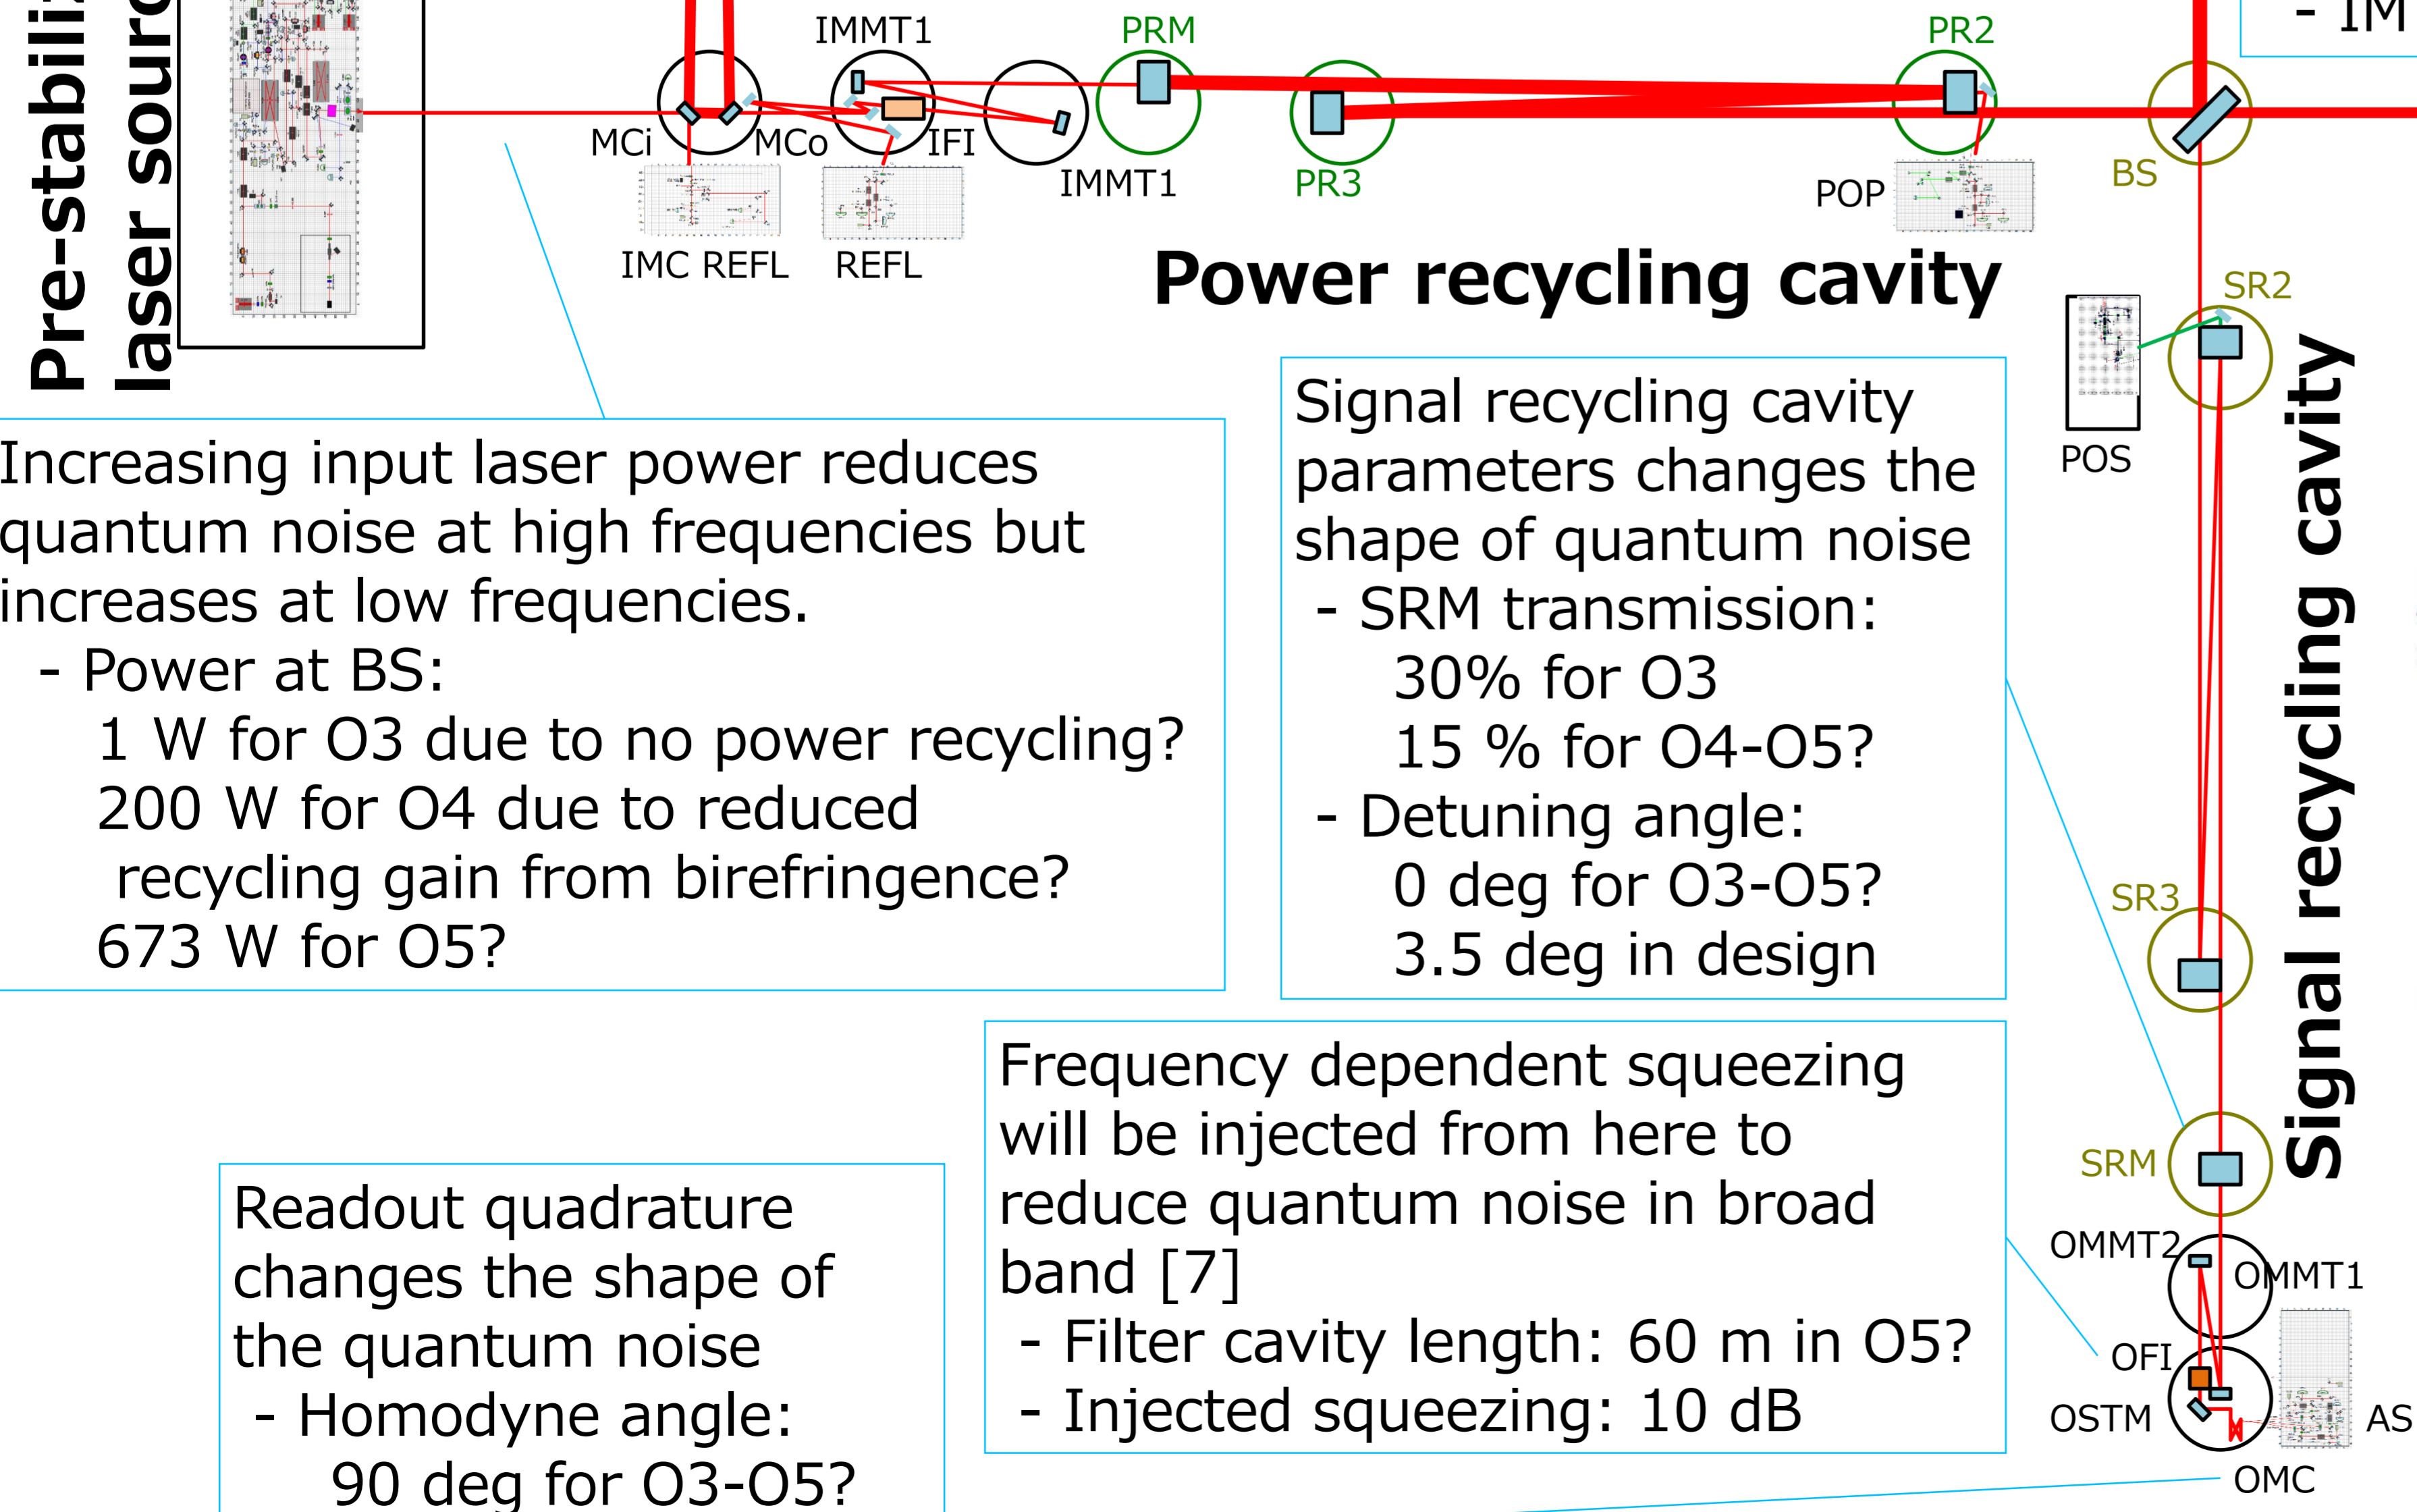 Pre-stabili
laser sourc
- IM
IMMT1
PRM
PR2
MCi
MCo
IFI
IMMT1
PR3
POP
BS
IMC REFL
REFL
Power recycling cavity
SR2
POS
Signal recycling cavity
SR3
SRM
OMMT2
OMMT1
OFI
OSTM
AS
OMC
Increasing input laser power reduces
quantum noise at high frequencies but
increases at low frequencies.
- Power at BS:
1 W for O3 due to no power recycling?
200 W for O4 due to reduced
recycling gain from birefringence?
673 W for O5?
Signal recycling cavity
parameters changes the
shape of quantum noise
- SRM transmission:
30% for O3
15 % for O4-O5?
- Detuning angle:
0 deg for O3-O5?
3.5 deg in design
Frequency dependent squeezing
will be injected from here to
reduce quantum noise in broad
band [7]
- Filter cavity length: 60 m in O5?
- Injected squeezing: 10 dB
Readout quadrature
changes the shape of
the quantum noise
- Homodyne angle:
90 deg for O3-O5?